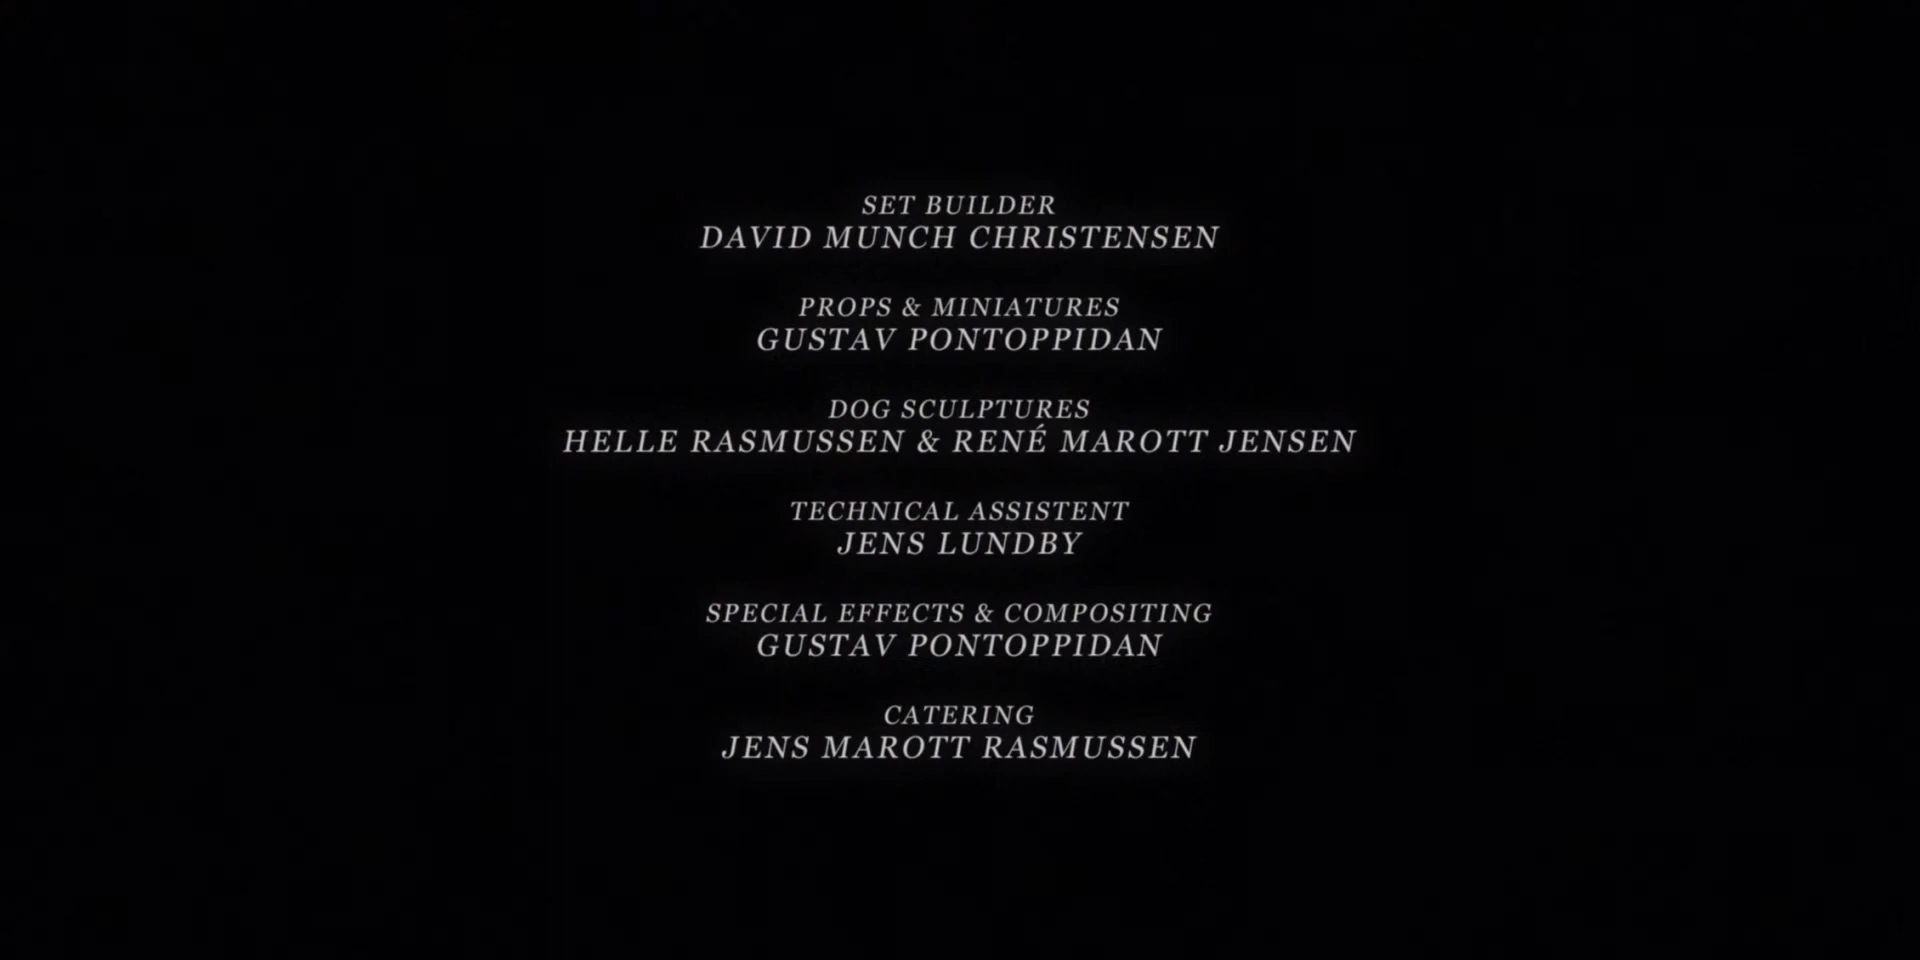 SET BUILDER
DAVID MUNCH CHRISTENSEN
PROPS & MINIATURES
GUSTAV PONTOPPIDAN
DOG SCULPTURES
HELLE RASMUSSEN & RENÉ MAROTT JENSEN
TECHNICAL ASSISTENT
JENS LUNDBY
SPECIAL EFFECTS & COMPOSITING
GUSTAV PONTOPPIDAN
CATERING
JENS MAROTT RASMUSSEN